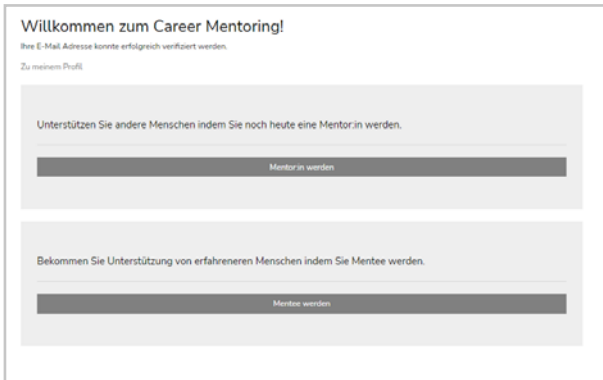 Willkommen zum Career Mentoring!
Ihre E-Mail Adresse konnte erfolgreich verifiziert werden.
Zu meinem Profil
Unterstützen Sie andere Menschen indem Sie noch heute eine Mentor:in werden.
Mentor:in werden
Bekommen Sie Unterstützung von erfahreneren Menschen indem Sie Mentee werden.
Mentee werden